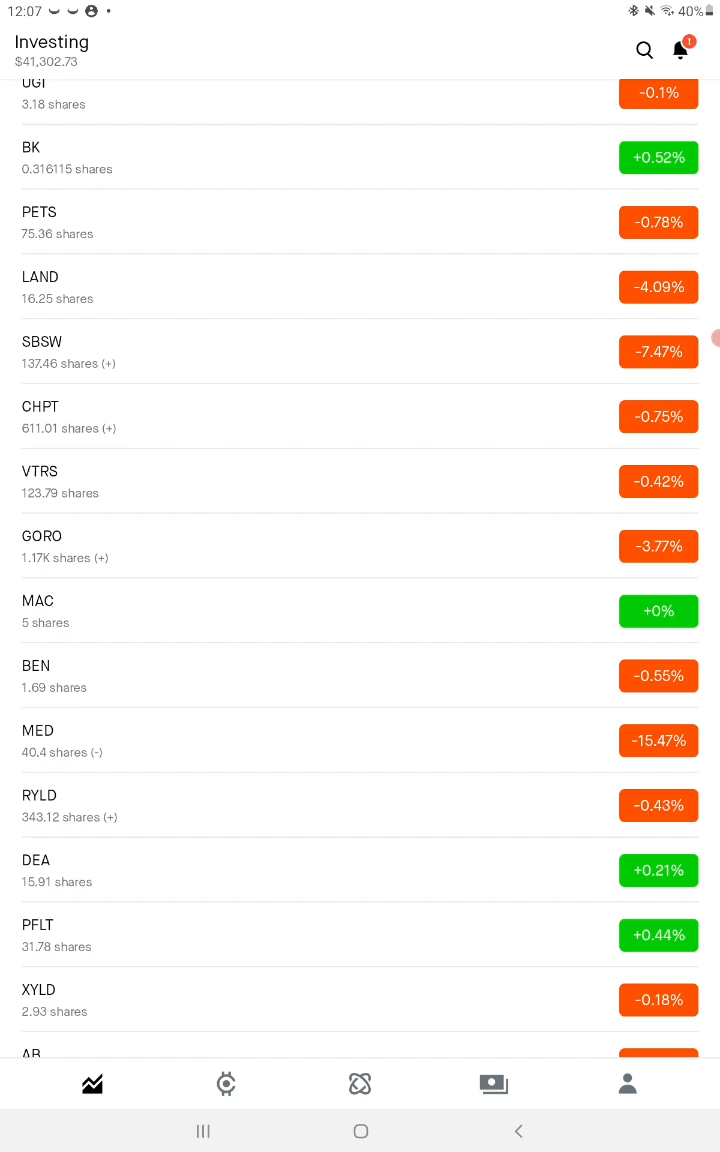 12:07
40%
Investing
$41,302.73
!
UGI
3.18 shares
-0.1%
BK
0.316115 shares
+0.52%
PETS
75.36 shares
-0.78%
LAND
16.25 shares
-4.09%
SBSW
137.46 shares (+)
-7.47%
CHPT
611.01 shares (+)
-0.75%
VTRS
123.79 shares
-0.42%
GORO
1.17K shares (+)
-3.77%
MAC
5 shares
+0%
BEN
1.69 shares
-0.55%
MED
40.4 shares (-)
-15.47%
RYLD
343.12 shares (+)
-0.43%
DEA
15.91 shares
+0.21%
PFLT
31.78 shares
+0.44%
XYLD
2.93 shares
-0.18%
AB